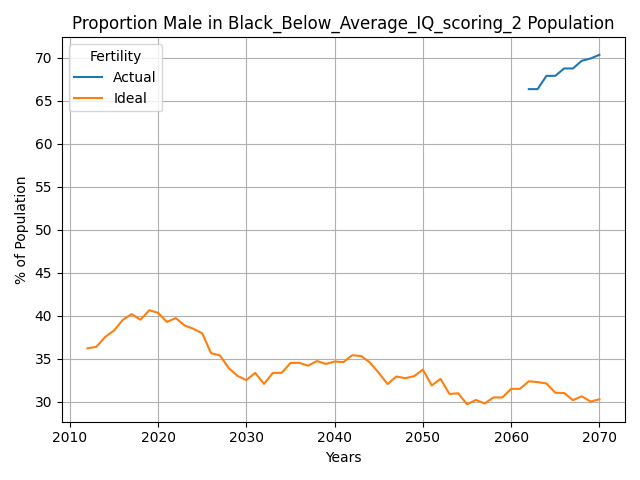 Proportion Male in Black_Below_Average_IQ_scoring_2 Population
Fertility
Actual
Ideal
% of Population
70
65
60
55
50
45
40
35
30
2010 2020 2030 2040 2050 2060 2070
Years